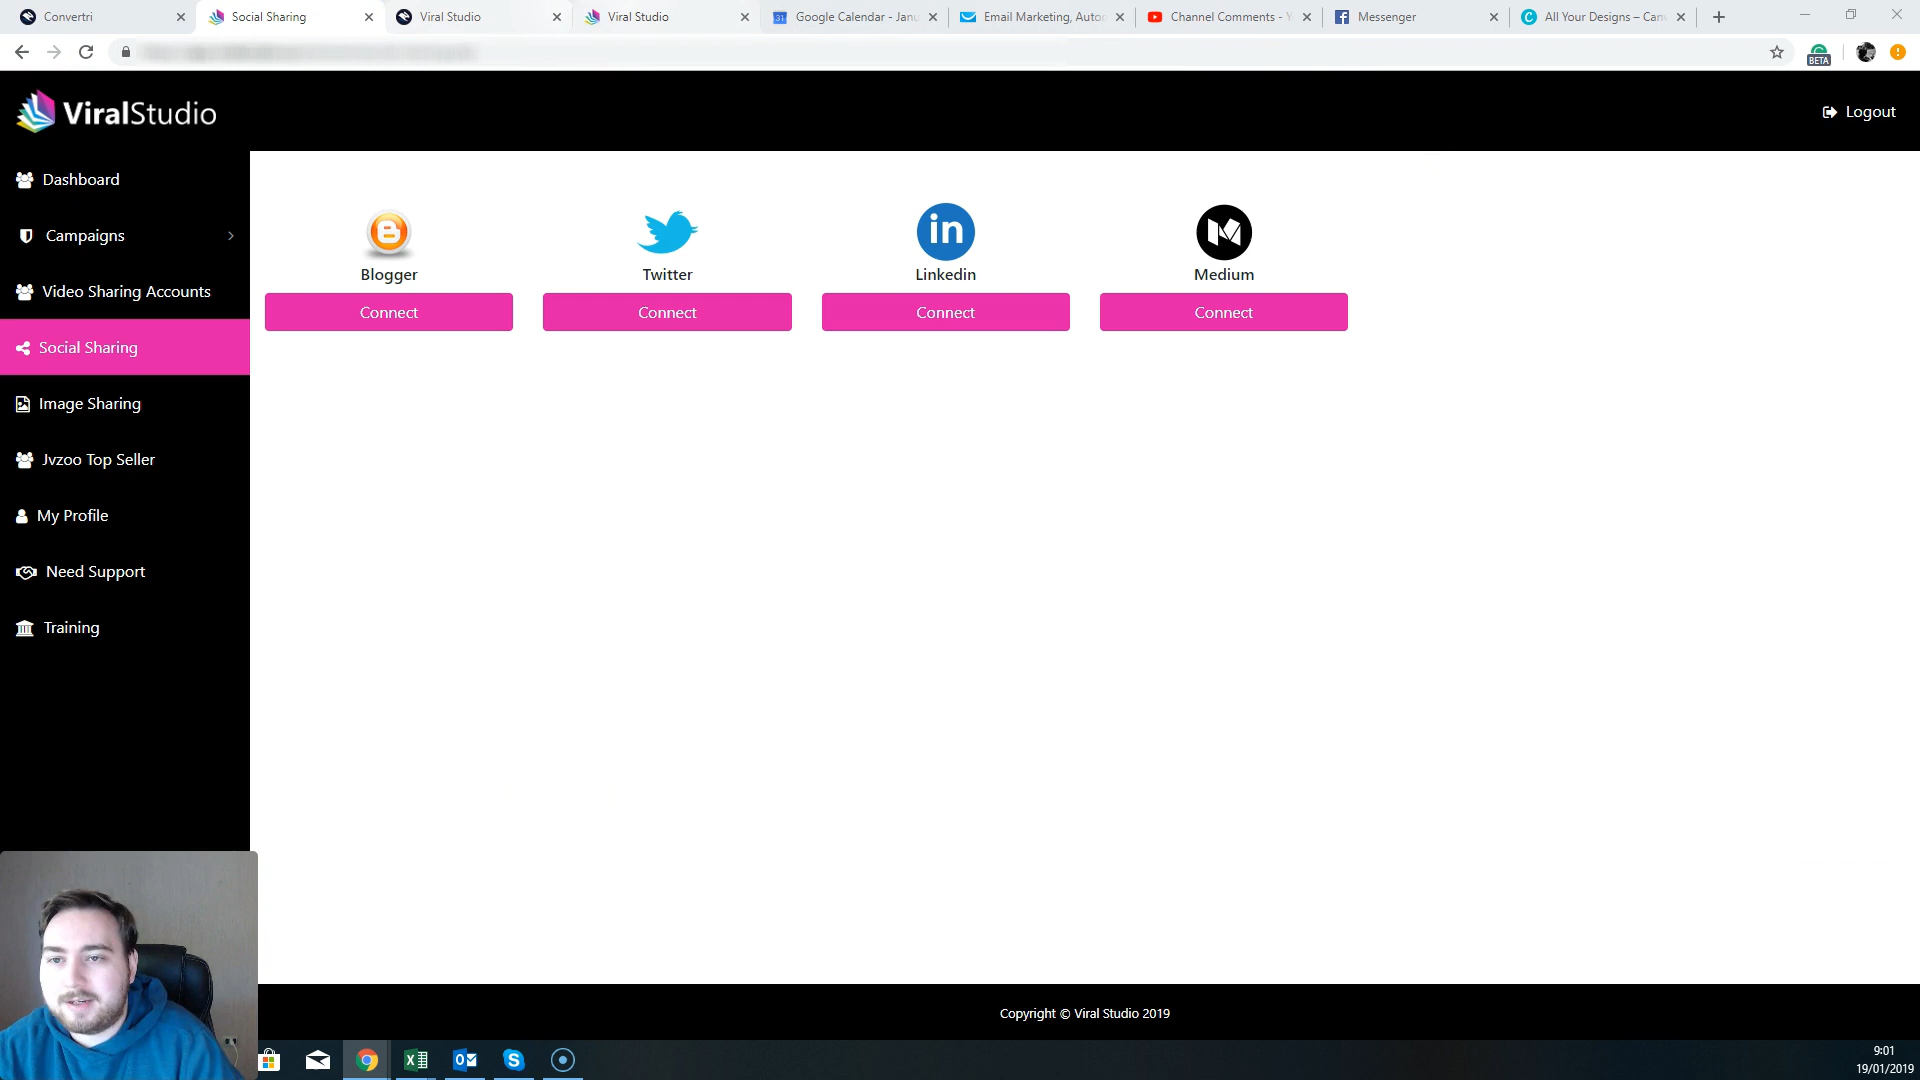 Convertri
Social Sharing
Viral Studio
Viral Studio
Google Calendar - Janu
Email Marketing, Autor
Channel Comments - Y
Messenger
All Your Designs – Can
BETA
ViralStudio
Logout
Dashboard
Campaigns
Video Sharing Accounts
Social Sharing
Image Sharing
Jvzoo Top Seller
My Profile
Need Support
Training
Blogger
Twitter
Linkedin
Medium
Connect
Connect
Connect
Connect
Copyright © Viral Studio 2019
9:01
19/01/2019